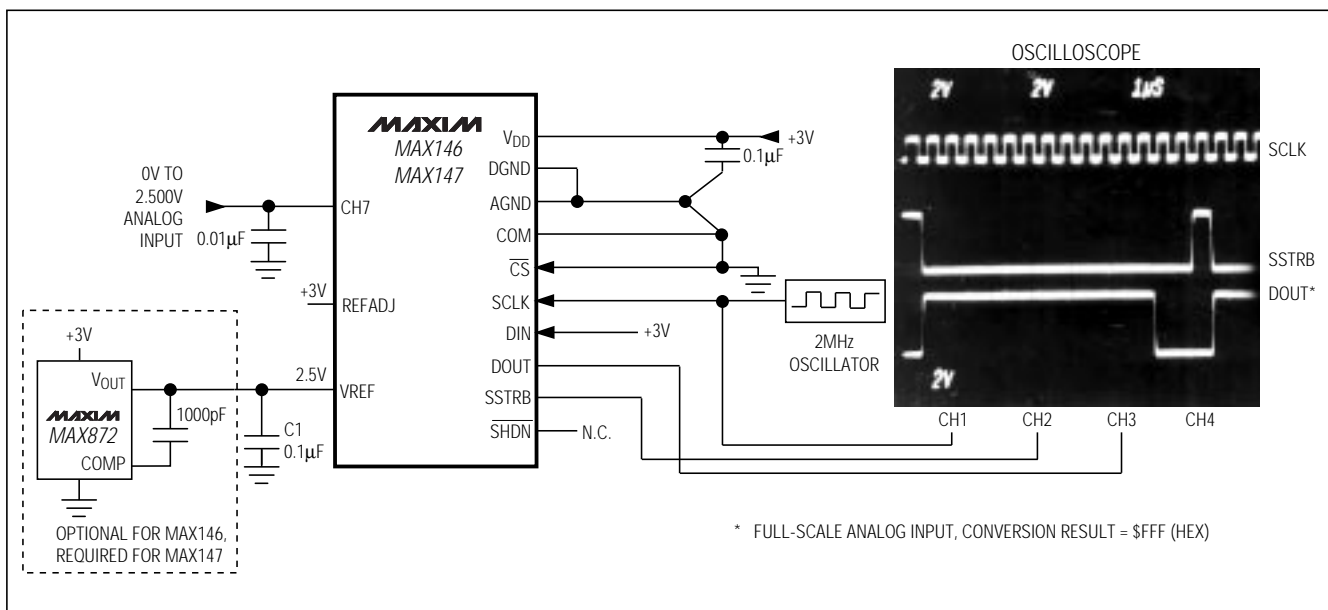 OSCILLOSCOPE
2V 2V 1µS
SCLK
SSTRB
DOUT*
2V
CH1 CH2 CH3 CH4
MAXIM
MAX146
MAX147
0V TO
2.500V
ANALOG
INPUT
0.01µF
CH7
+3V
REFADJ
2.5V
VREF
C1
0.1µF
+3V
VOUT
MAXIM
MAX872
COMP
1000pF
OPTIONAL FOR MAX146,
REQUIRED FOR MAX147
VDD
+3V
0.1µF
DGND
AGND
COM
CS
SCLK
DIN
+3V
DOUT
SSTRB
SHDN
N.C.
2MHz
OSCILLATOR
* FULL-SCALE ANALOG INPUT, CONVERSION RESULT = $FFF (HEX)